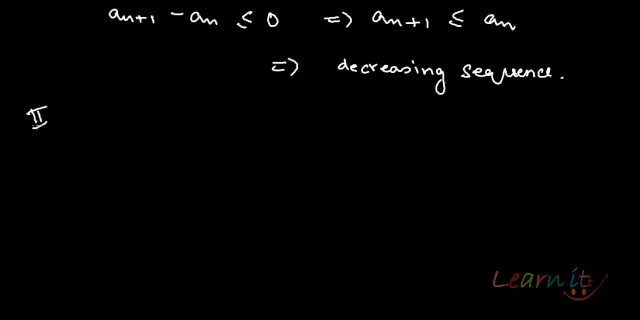 an+1 - an ≤ 0 => an+1 ≤ an
=> decreasing sequence.
II
Learnit